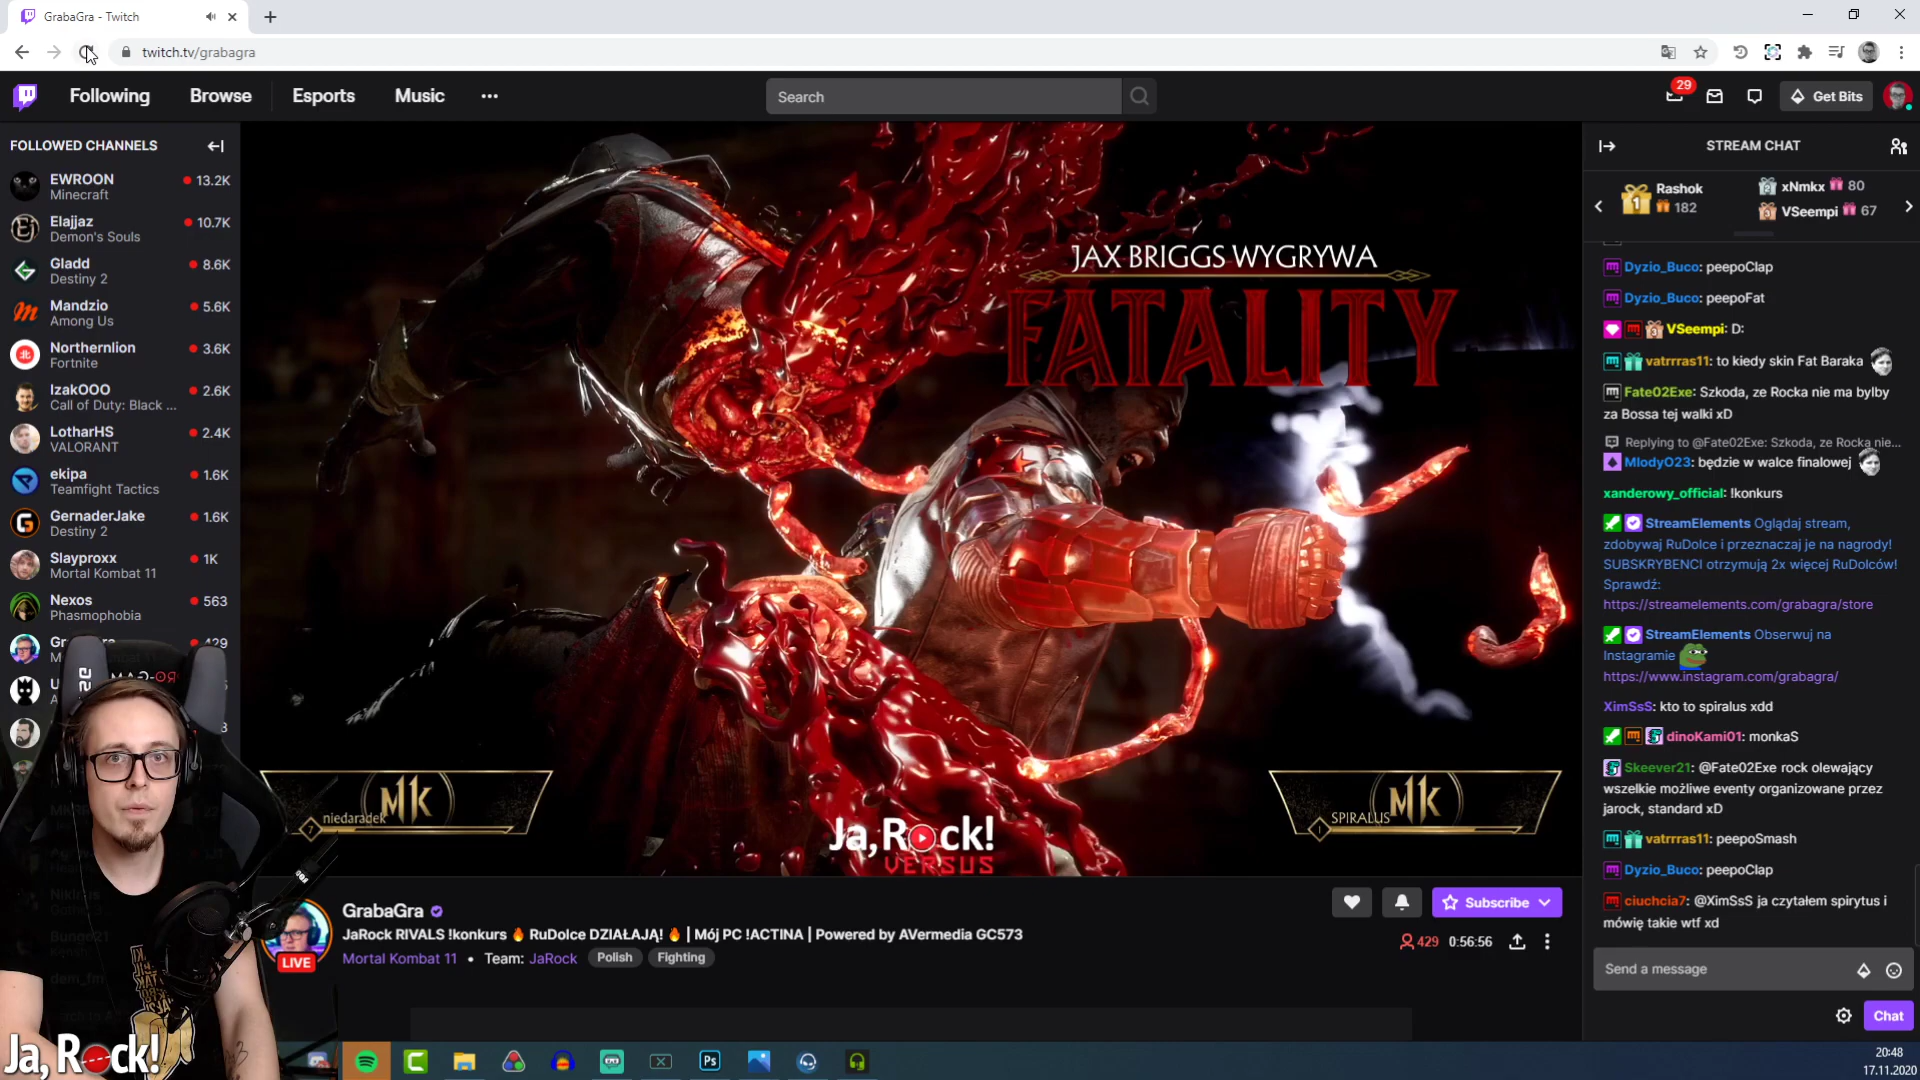 GrabaGra - Twitch
twitch.tv/grabagra
Following
Browse
Esports
Music
Search
29
Get Bits
FOLLOWED CHANNELS
EWROON
13.2K
Minecraft
Elajjaz
10.7K
Demon's Souls
Gladd
8.6K
Destiny 2
Mandzio
5.6K
Among Us
Northernlion
3.6K
Fortnite
IzakOOO
2.6K
Call of Duty: Black ...
LotharHS
2.4K
VALORANT
ekipa
1.6K
Teamfight Tactics
GernaderJake
1.6K
Destiny 2
Slayproxx
1K
Mortal Kombat 11
Nexos
563
Phasmophobia
429
JAX BRIGGS WYGRYWA
FATALITY
MK
niedaradek
7
MK
SPIRALUS
1
Ja, Rock!
VERSUS
GrabaGra
JaRock RIVALS !konkurs 🔥 RuDolce DZIAŁAJĄ! 🔥 | Mój PC !ACTINA | Powered by AVermedia GC573
Mortal Kombat 11 • Team: JaRock Polish Fighting
LIVE
Subscribe
429 0:56:56
STREAM CHAT
1
Rashok
182
xNmkx 80
VSeempi 67
Dyzio_Buco: peepoClap
Dyzio_Buco: peepoFat
VSeempi: D:
vatrrras11: to kiedy skin Fat Baraka
Fate02Exe: Szkoda, ze Rocka nie ma bylby
za Bossa tej walki xD
Replying to @Fate02Exe: Szkoda, ze Rocka nie...
MlodyO23: będzie w walce finalowej
xanderowy_official: !konkurs
StreamElements Oglądaj stream,
zdobywaj RuDolce i przeznaczaj je na nagrody!
SUBSKRYBENCI otrzymują 2x więcej RuDolców!
Sprawdź:
https://streamelements.com/grabagra/store
StreamElements Obserwuj na
Instagramie
https://www.instagram.com/grabagra/
XimSsS: kto to spiralus xdd
dinoKami01: monkaS
Skeever21: @Fate02Exe rock olewający
wszelkie możliwe eventy organizowane przez
jarock, standard xD
vatrrras11: peepoSmash
Dyzio_Buco: peepoClap
ciuchcia7: @XimSsS ja czytałem spirytus i
mówię takie wtf xd
Send a message
Chat
Ja, Rock!
Ps
20:48
17.11.2020